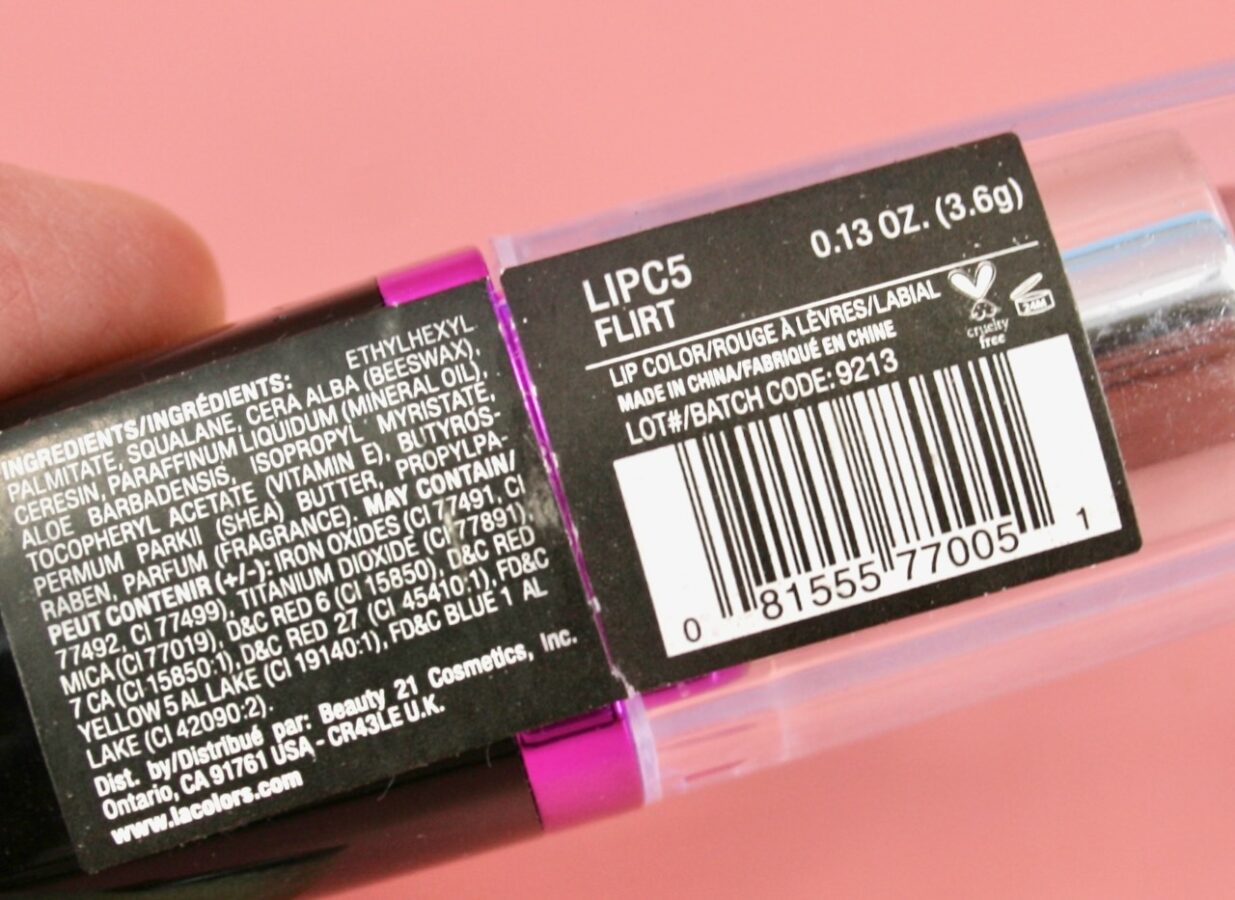 INGREDIENTS/INGRÉDIENTS: ETHYLHEXYL
PALMITATE, SQUALANE, CERA ALBA (BEESWAX),
CERESIN, PARAFFINUM LIQUIDUM (MINERAL OIL),
ALOE BARBADENSIS, ISOPROPYL MYRISTATE,
TOCOPHERYL ACETATE (VITAMIN E), BUTYROS-
PERMUM PARKII (SHEA) BUTTER, PROPYLPA-
RABEN, PARFUM (FRAGRANCE). MAY CONTAIN/
PEUT CONTENIR (+/-): IRON OXIDES (CI 77491, CI
77492, CI 77499), TITANIUM DIOXIDE (CI 77891),
MICA (CI 77019), D&C RED 6 (CI 15850), D&C RED
7 CA (CI 15850:1), D&C RED 27 (CI 45410:1), FD&C
YELLOW 5 AL LAKE (CI 19140:1), FD&C BLUE 1 AL
LAKE (CI 42090:2).
Dist. by/Distribué par: Beauty 21 Cosmetics, Inc.
Ontario, CA 91761 USA - CR43LE U.K.
www.lacolors.com
LIPC5
0.13 OZ. (3.6g)
FLIRT
LIP COLOR/ROUGE À LÈVRES/LABIAL
MADE IN CHINA/FABRIQUÉ EN CHINE
LOT#/BATCH CODE: 9213
cruelty
free
24M
0 81555 77005 1